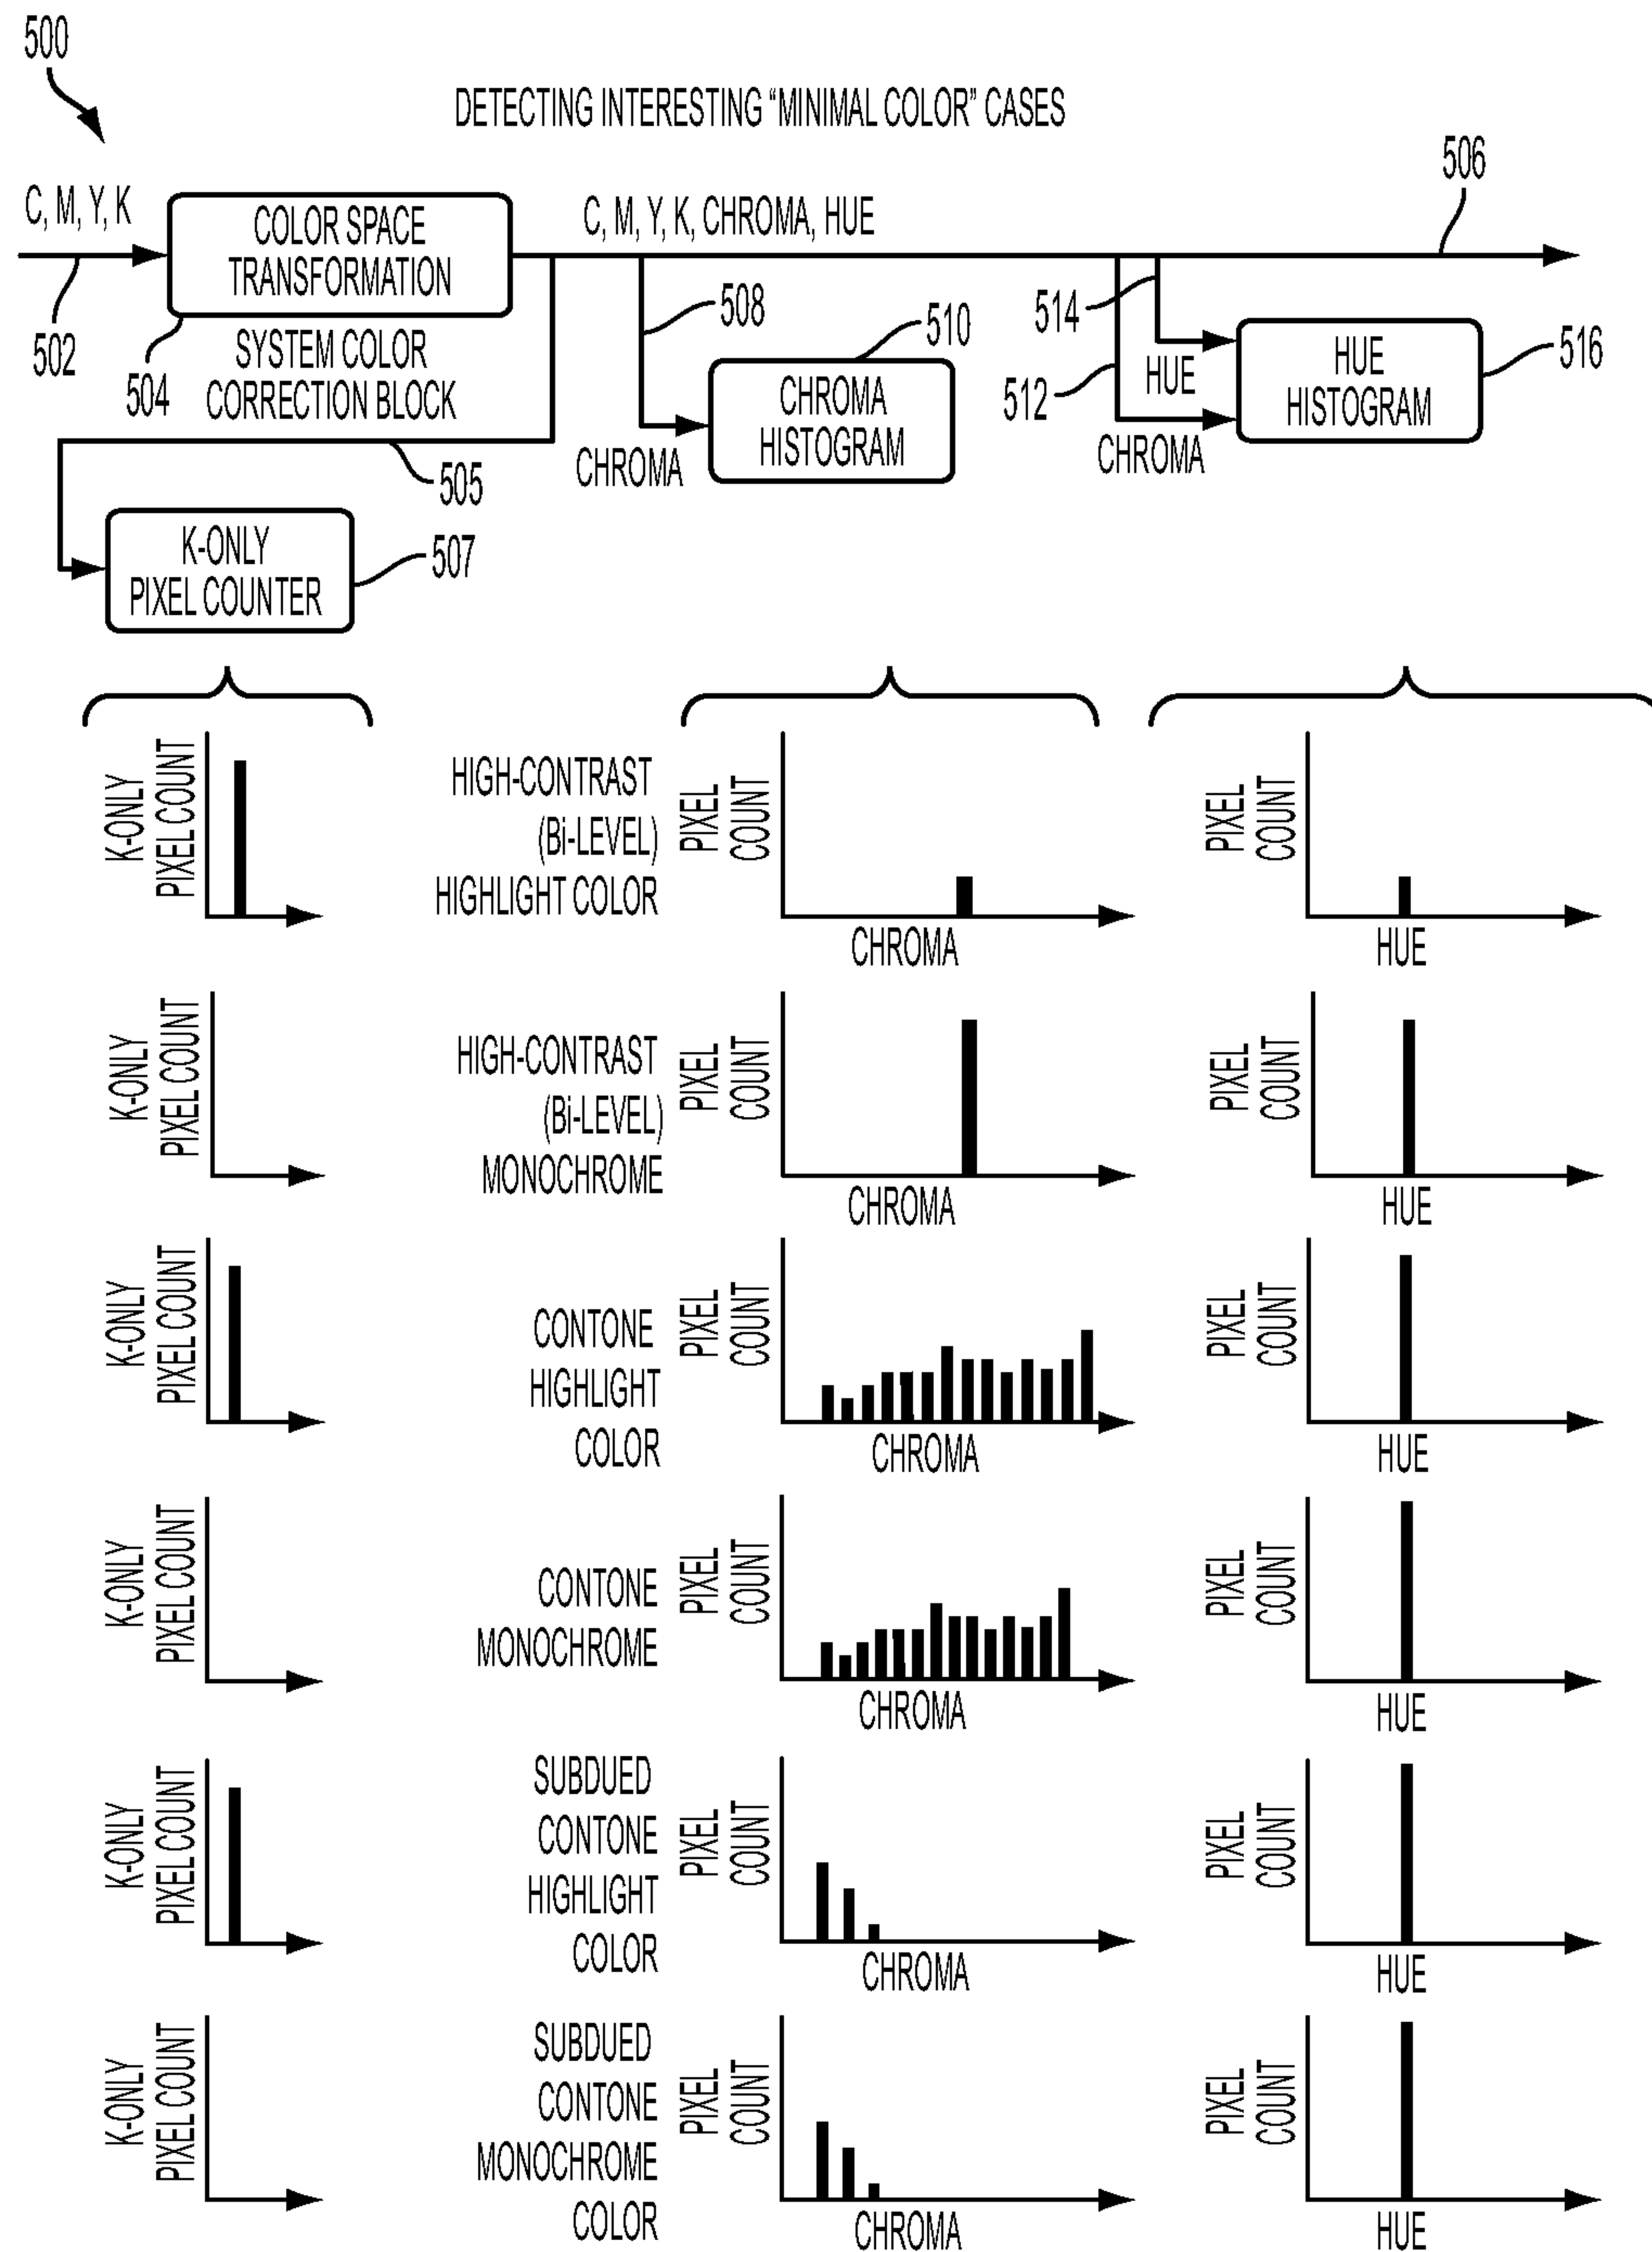 500
DETECTING INTERESTING “MINIMAL COLOR” CASES
506
C, M, Y, K
COLOR SPACE
TRANSFORMATION
C, M, Y, K, CHROMA, HUE
502
504
SYSTEM COLOR
CORRECTION BLOCK
508
510
CHROMA
CHROMA
HISTOGRAM
514
512
HUE
CHROMA
HUE
HISTOGRAM
516
505
K-ONLY
PIXEL COUNTER
507
K-ONLY
PIXEL COUNT
HIGH-CONTRAST
(Bi-LEVEL)
HIGHLIGHT COLOR
PIXEL
COUNT
CHROMA
PIXEL
COUNT
HUE
K-ONLY
PIXEL COUNT
HIGH-CONTRAST
(Bi-LEVEL)
MONOCHROME
PIXEL
COUNT
CHROMA
PIXEL
COUNT
HUE
K-ONLY
PIXEL COUNT
CONTONE
HIGHLIGHT
COLOR
PIXEL
COUNT
CHROMA
PIXEL
COUNT
HUE
K-ONLY
PIXEL COUNT
CONTONE
MONOCHROME
PIXEL
COUNT
CHROMA
PIXEL
COUNT
HUE
K-ONLY
PIXEL COUNT
SUBDUED
CONTONE
HIGHLIGHT
COLOR
PIXEL
COUNT
CHROMA
PIXEL
COUNT
HUE
K-ONLY
PIXEL COUNT
SUBDUED
CONTONE
MONOCHROME
COLOR
PIXEL
COUNT
CHROMA
PIXEL
COUNT
HUE